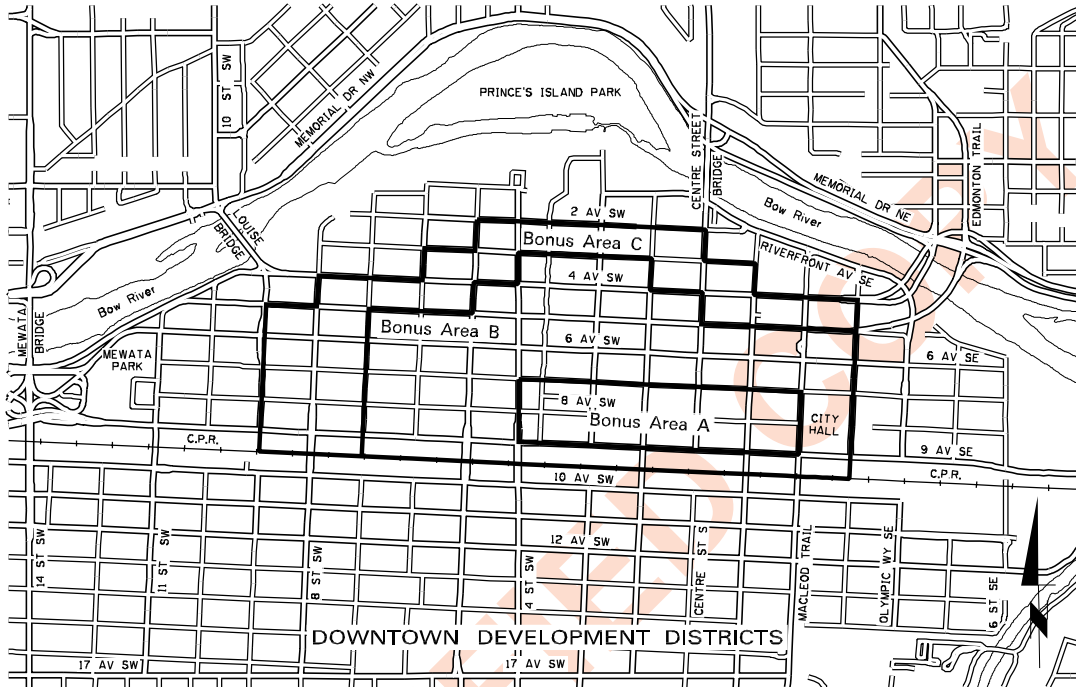 10 ST SW
MEMORIAL DR NW
PRINCE'S ISLAND PARK
CENTRE STREET
BRIDGE
EDMONTON TRAIL
MEMORIAL DR NE
Bow River
LOUISE
BRIDGE
2 AV SW
Bonus Area C
RIVERFRONT AV SE
4 AV SW
Bow River
MEWATA
BRIDGE
Bonus Area B
6 AV SW
6 AV SE
MEWATA
PARK
8 AV SW
Bonus Area A
CITY
HALL
C.P.R.
9 AV SE
10 AV SW
C.P.R.
12 AV SW
14 ST SW
11 ST SW
8 ST SW
4 ST SW
CENTRE ST S
MACLEOD TRAIL
OLYMPIC WY SE
6 ST SE
DOWNTOWN DEVELOPMENT DISTRICTS
17 AV SW
17 AV SW
COPY